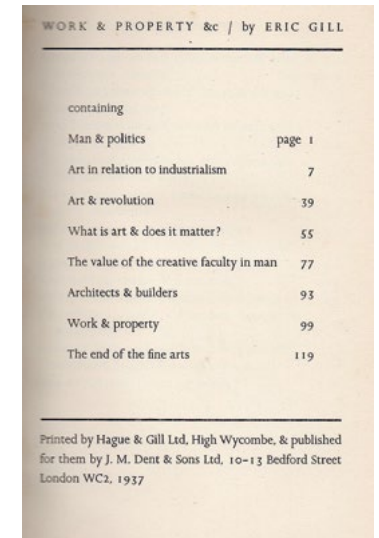 WORK & PROPERTY &c / by ERIC GILL
containing
Man & politics page 1
Art in relation to industrialism 7
Art & revolution 39
What is art & does it matter? 55
The value of the creative faculty in man 77
Architects & builders 93
Work & property 99
The end of the fine arts 119
Printed by Hague & Gill Ltd, High Wycombe, & published
for them by J. M. Dent & Sons Ltd, 10–13 Bedford Street
London WC2, 1937